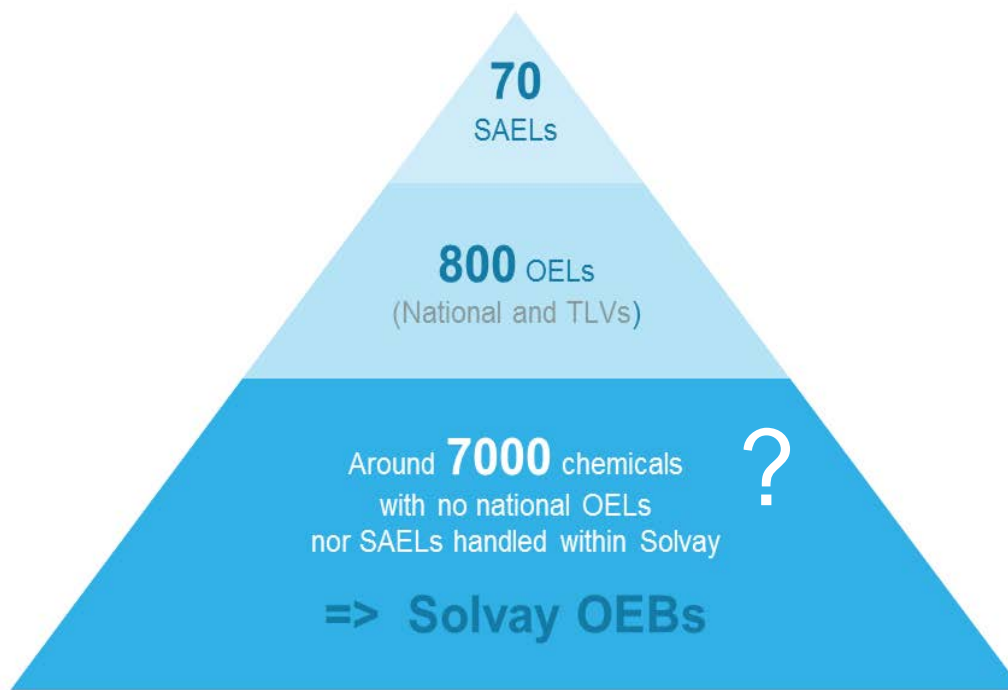 70
SAELs
800 OELs
(National and TLVs)
Around 7000 chemicals
with no national OELs
nor SAELs handled within Solvay
?
=> Solvay OEBs